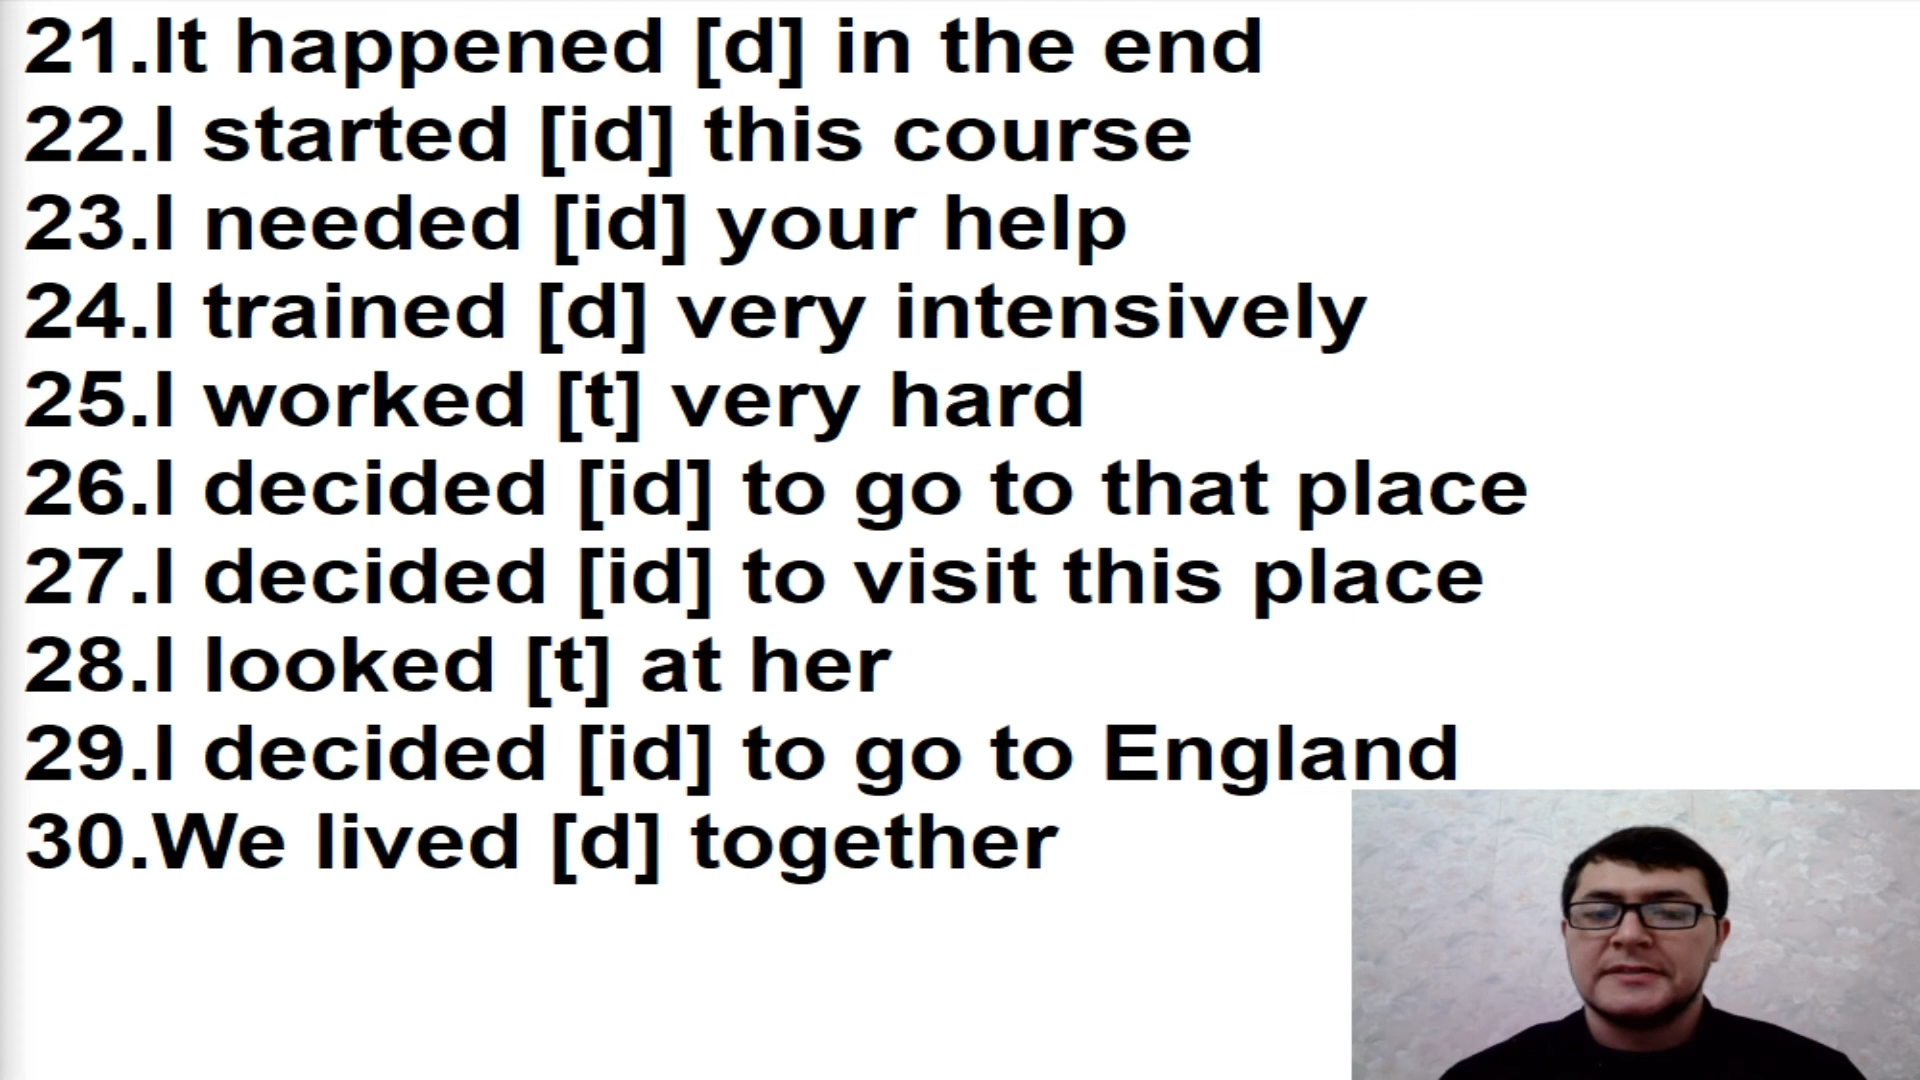 21.It happened [d] in the end
22.I started [id] this course
23.I needed [id] your help
24.I trained [d] very intensively
25.I worked [t] very hard
26.I decided [id] to go to that place
27.I decided [id] to visit this place
28.I looked [t] at her
29.I decided [id] to go to England
30.We lived [d] together